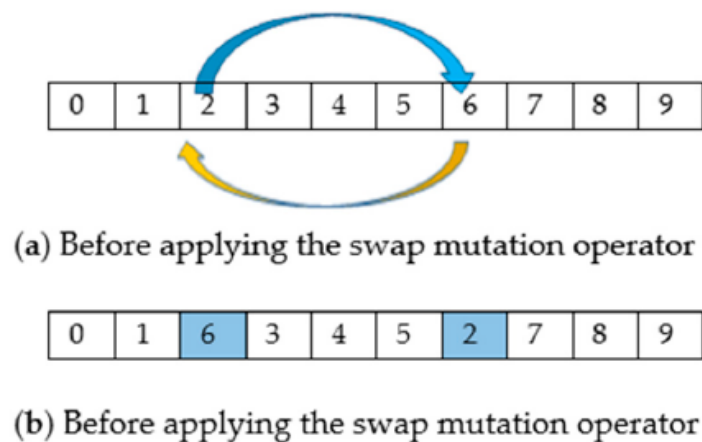 0 1 2 3 4 5 6 7 8 9
(a) Before applying the swap mutation operator
0 1 6 3 4 5 2 7 8 9
(b) Before applying the swap mutation operator